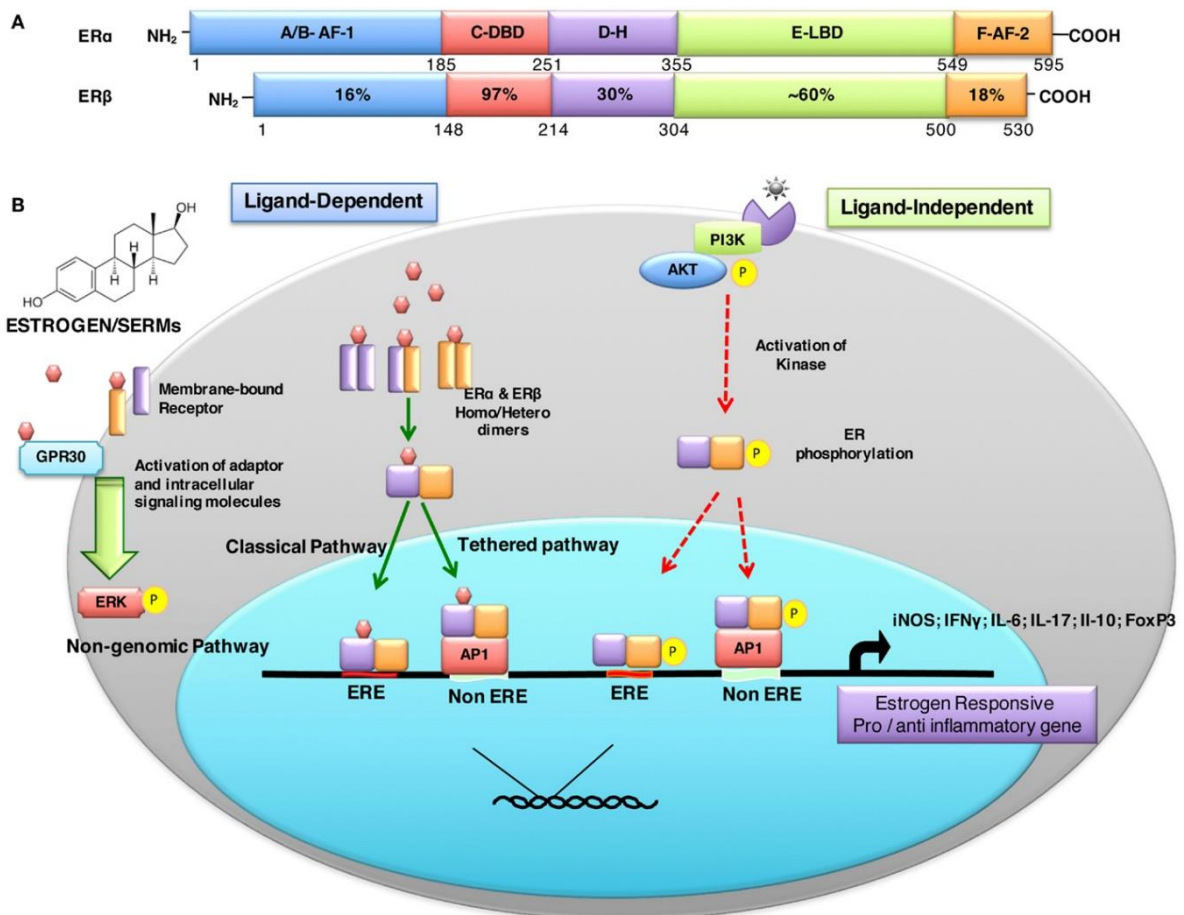 A
ERα NH2 A/B- AF-1 C-DBD D-H E-LBD F-AF-2 COOH
1 185 251 355 549 595
ERβ NH2 16% 97% 30% ~60% 18% COOH
1 148 214 304 500 530
B
Ligand-Dependent
Ligand-Independent
OH
H
H H
HO
ESTROGEN/SERMs
PI3K
AKT
P
Activation of
Kinase
Membrane-bound
Receptor
ERα & ERβ
Homo/Hetero
dimers
GPR30
Activation of adaptor
and intracellular
signaling molecules
P
ER
phosphorylation
Classical Pathway
Tethered pathway
ERK P
Non-genomic Pathway
AP1
P
AP1
P
iNOS; IFNγ; IL-6; IL-17; Il-10; FoxP3
ERE Non ERE ERE Non ERE
Estrogen Responsive
Pro / anti inflammatory gene